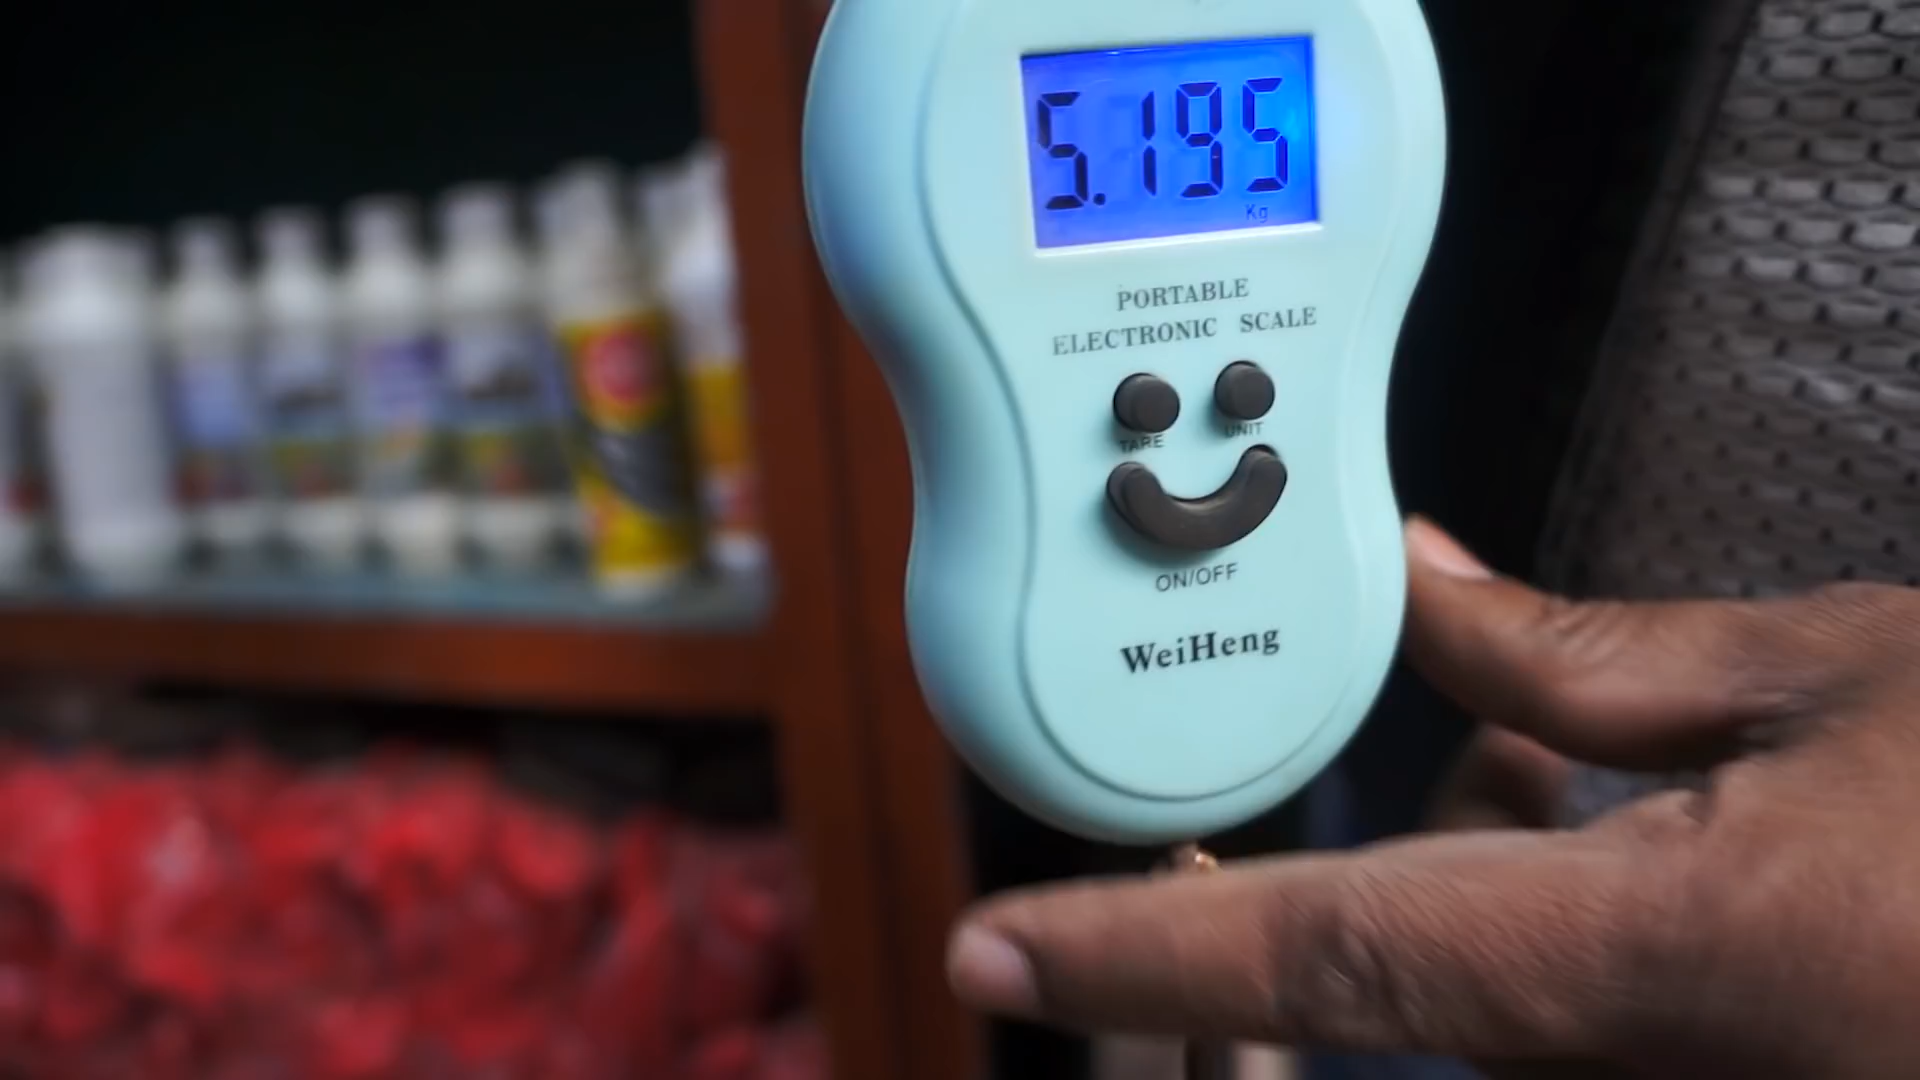 5.195
Kg
PORTABLE
ELECTRONIC SCALE
TARE UNIT
ON/OFF
WeiHeng